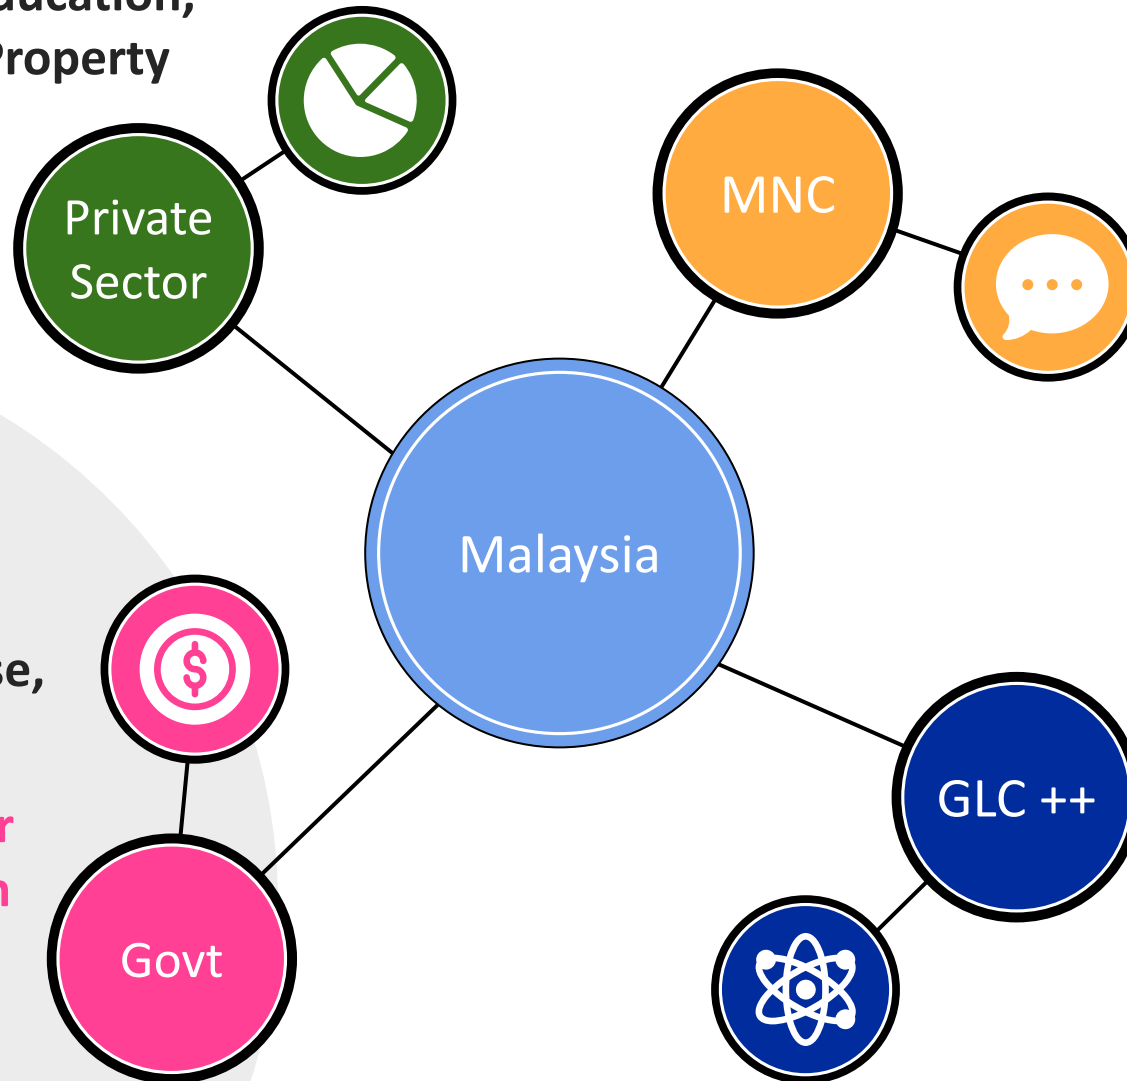 Property
Private
Sector
MNC
Malaysia
$
GLC ++
Govt